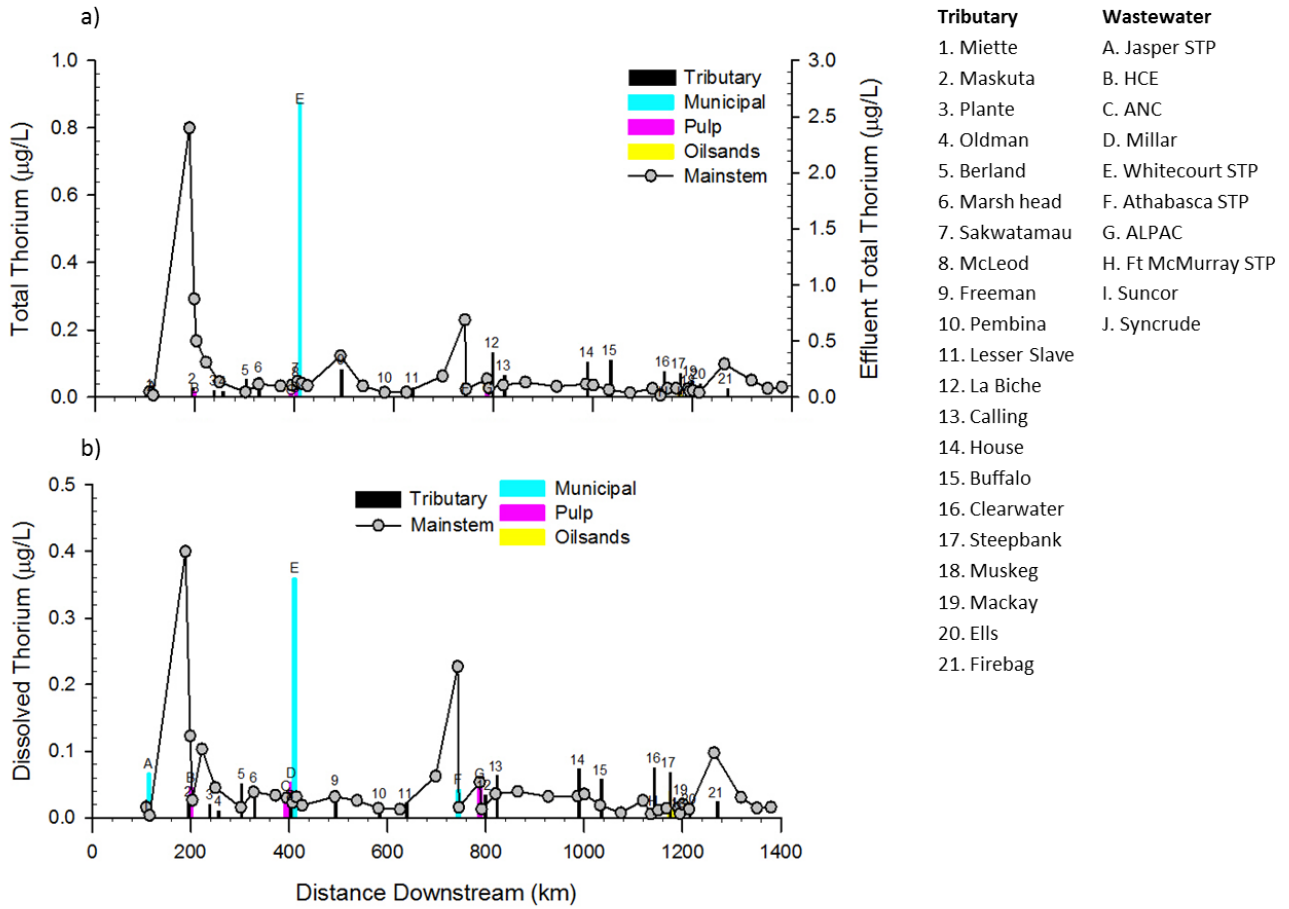 a)
1.0
0.8
0.6
0.4
0.2
0.0
Total Thorium (µg/L)
3.0
2.5
2.0
1.5
1.0
0.5
0.0
Effluent Total Thorium (µg/L)
Tributary
Municipal
Pulp
Oilsands
Mainstem
E
2
B
3
5
6
7
10
11
12
13
14
15
16
17
19
20
21
b)
0.5
0.4
0.3
0.2
0.1
0.0
Dissolved Thorium (µg/L)
Tributary
Mainstem
Municipal
Pulp
Oilsands
A
B
2
3
4
5
6
C
D
E
9
10
11
F
G
12
13
14
15
16
H
17
19
20
21
0 200 400 600 800 1000 1200 1400
Distance Downstream (km)
Tributary Wastewater
1. Miette A. Jasper STP
2. Maskuta B. HCE
3. Plante C. ANC
4. Oldman D. Millar
5. Berland E. Whitecourt STP
6. Marsh head F. Athabasca STP
7. Sakwatamau G. ALPAC
8. McLeod H. Ft McMurray STP
9. Freeman I. Suncor
10. Pembina J. Syncrude
11. Lesser Slave
12. La Biche
13. Calling
14. House
15. Buffalo
16. Clearwater
17. Steepbank
18. Muskeg
19. Mackay
20. Ells
21. Firebag